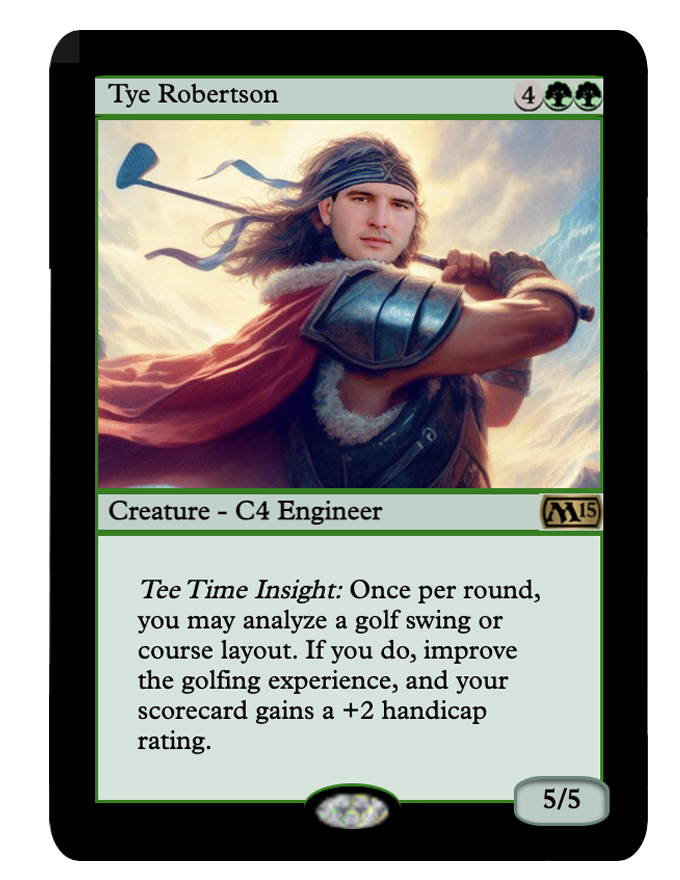 Tye Robertson
4
Creature - C4 Engineer
M15
Tee Time Insight: Once per round,
you may analyze a golf swing or
course layout. If you do, improve
the golfing experience, and your
scorecard gains a +2 handicap
rating.
5/5